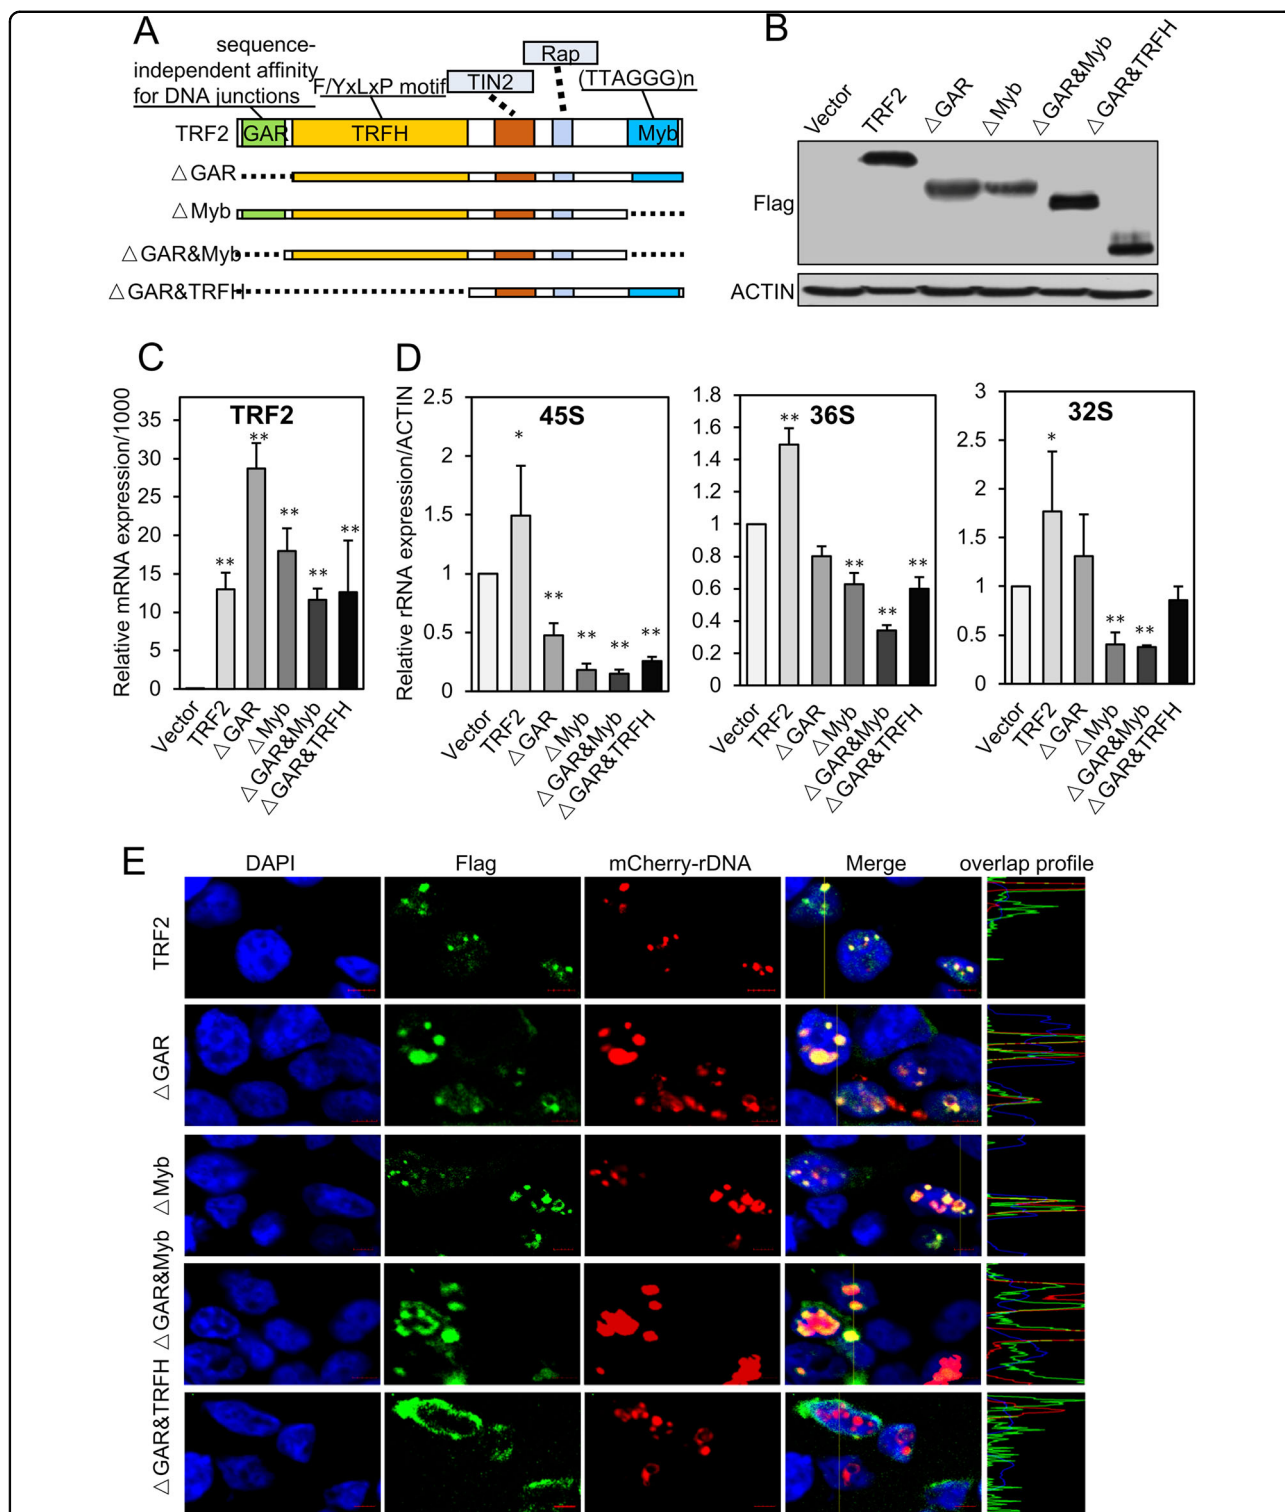 A
sequence-
independent affinity
for DNA junctions
F/YxLxP motif
TIN2
Rap
(TTAGGG)n
TRF2
GAR
TRFH
Myb
△GAR
△Myb
△GAR&Myb
△GAR&TRFH
B
Vector
TRF2
△GAR
△Myb
△GAR&Myb
△GAR&TRFH
Flag
ACTIN
C
Relative mRNA expression/1000
TRF2
35
30
25
20
15
10
5
0
**
**
**
**
**
Vector
TRF2
△GAR
△Myb
△GAR&Myb
△GAR&TRFH
D
Relative rRNA expression/ACTIN
45S
2.5
2
1.5
1
0.5
0
*
**
**
**
**
Vector
TRF2
△GAR
△Myb
△GAR&Myb
△GAR&TRFH
36S
1.8
1.6
1.4
1.2
1
0.8
0.6
0.4
0.2
0
**
**
**
**
Vector
TRF2
△GAR
△Myb
△GAR&Myb
△GAR&TRFH
32S
3
2.5
2
1.5
1
0.5
0
*
**
**
Vector
TRF2
△GAR
△Myb
△GAR&Myb
△GAR&TRFH
E
DAPI
Flag
mCherry-rDNA
Merge
overlap profile
TRF2
△GAR
△Myb
△GAR&Myb
△GAR&TRFH